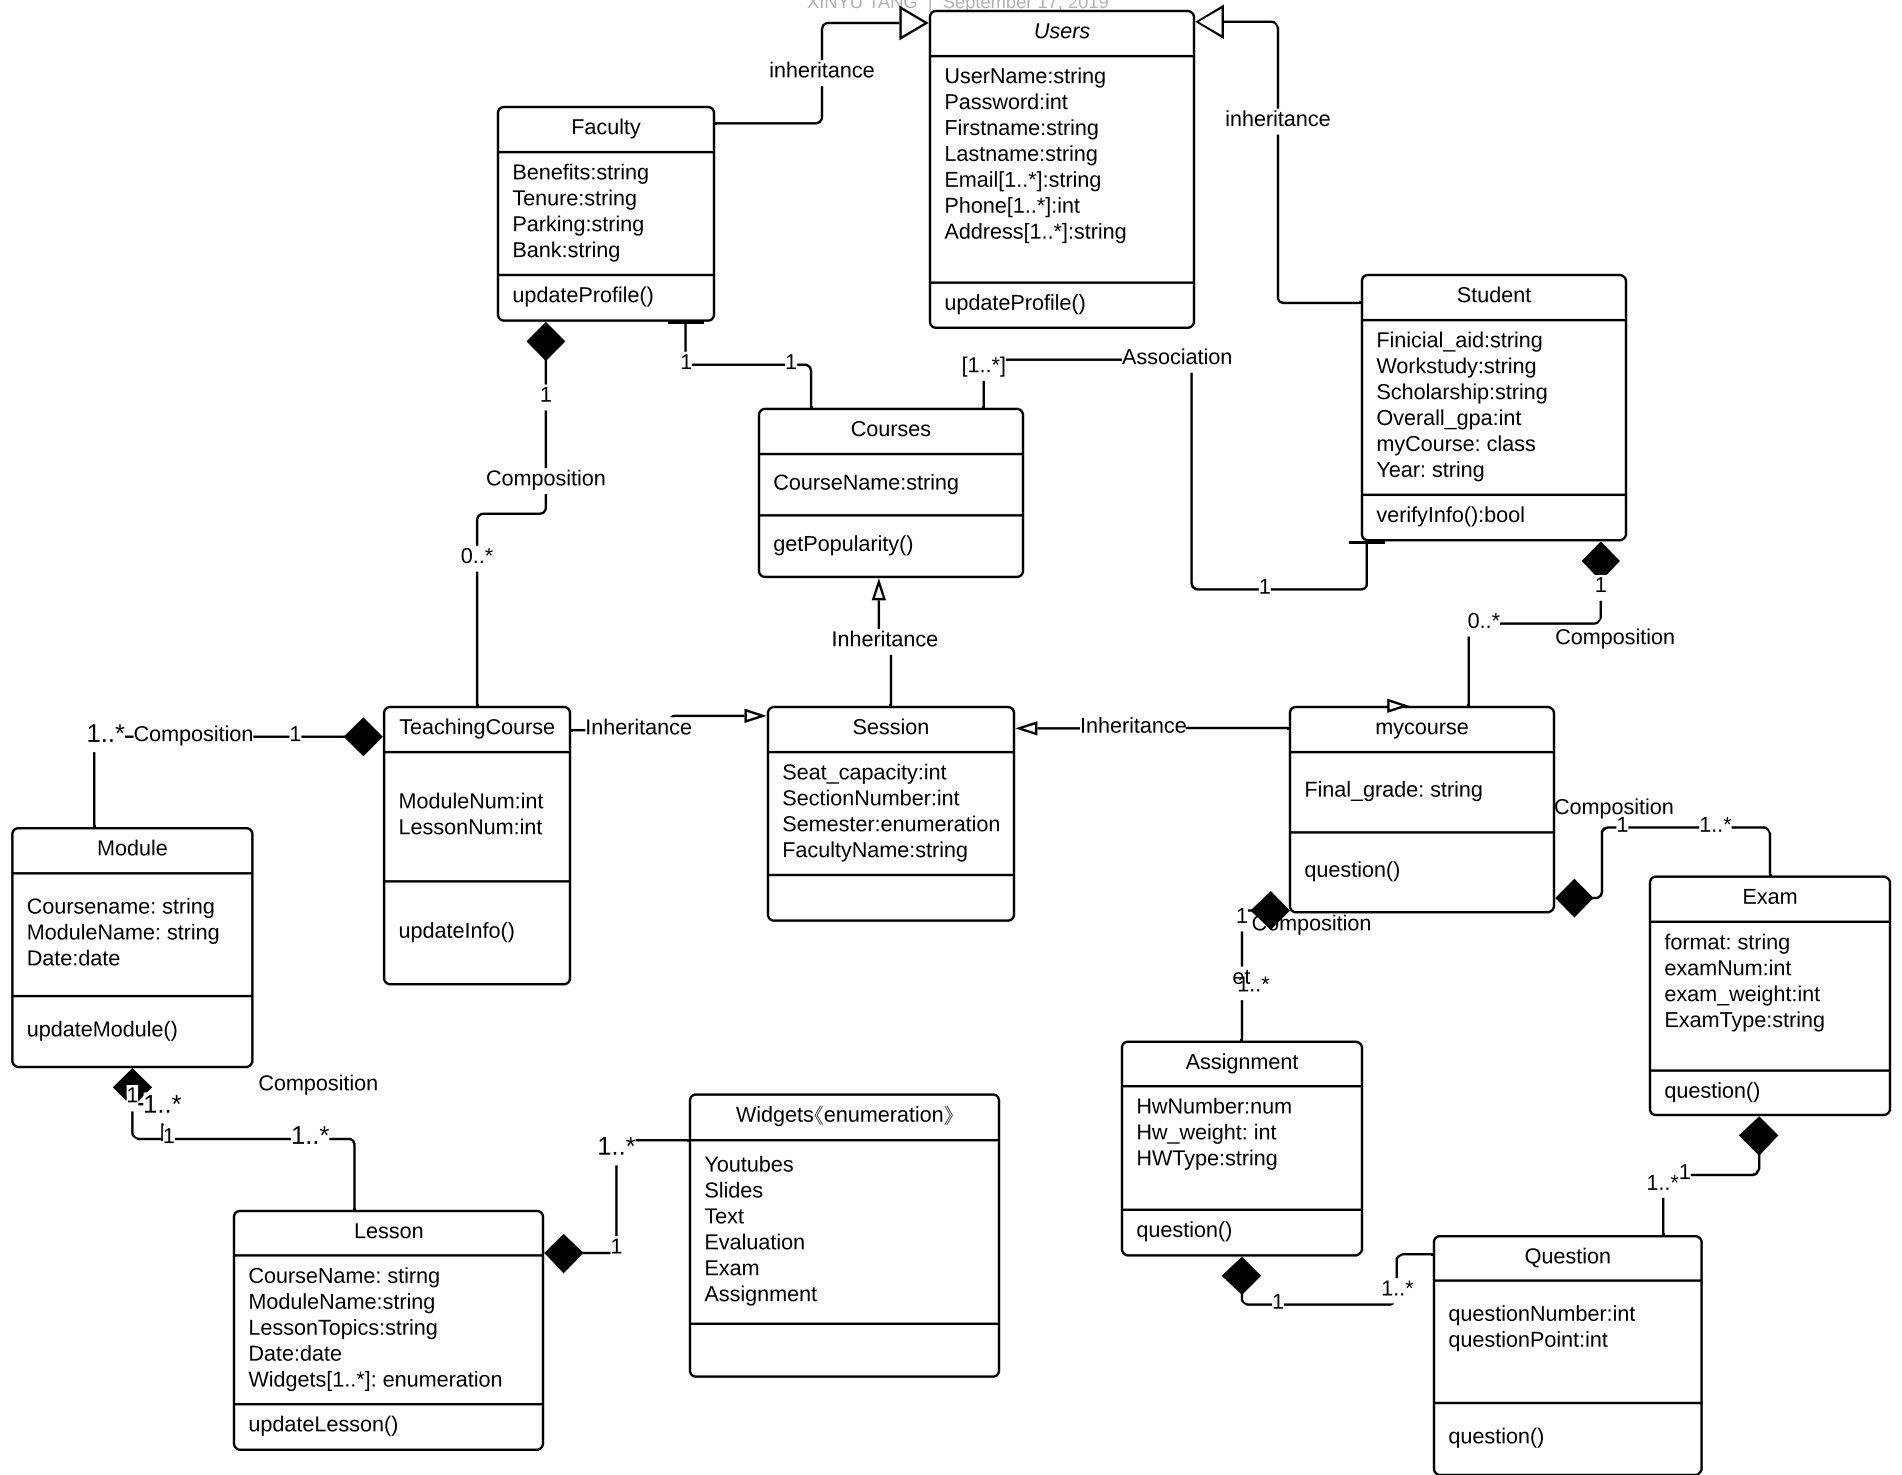 XINYU TANG | September 17, 2019
Users
UserName:string
Password:int
Firstname:string
Lastname:string
Email[1..*]:string
Phone[1..*]:int
Address[1..*]:string
updateProfile()
inheritance
inheritance
Faculty
Benefits:string
Tenure:string
Parking:string
Bank:string
updateProfile()
Student
Finicial_aid:string
Workstudy:string
Scholarship:string
Overall_gpa:int
myCourse: class
Year: string
verifyInfo():bool
1
1
[1..*]
Association
1
1
Composition
0..*
Courses
CourseName:string
getPopularity()
1
0..*
Composition
Inheritance
1..*
Composition
1
TeachingCourse
ModuleNum:int
LessonNum:int
updateInfo()
Inheritance
Session
Seat_capacity:int
SectionNumber:int
Semester:enumeration
FacultyName:string
Inheritance
mycourse
Final_grade: string
question()
Composition
1
1..*
Module
Coursename: string
ModuleName: string
Date:date
updateModule()
1
Composition
et
1..*
Exam
format: string
examNum:int
exam_weight:int
ExamType:string
question()
Composition
1
1..*
[
1
1..*
Assignment
HwNumber:num
Hw_weight: int
HWType:string
question()
Widgets《enumeration》
Youtubes
Slides
Text
Evaluation
Exam
Assignment
1..*
1
1
1..*
Lesson
CourseName: stirng
ModuleName:string
LessonTopics:string
Date:date
Widgets[1..*]: enumeration
updateLesson()
1
1..*
Question
questionNumber:int
questionPoint:int
question()